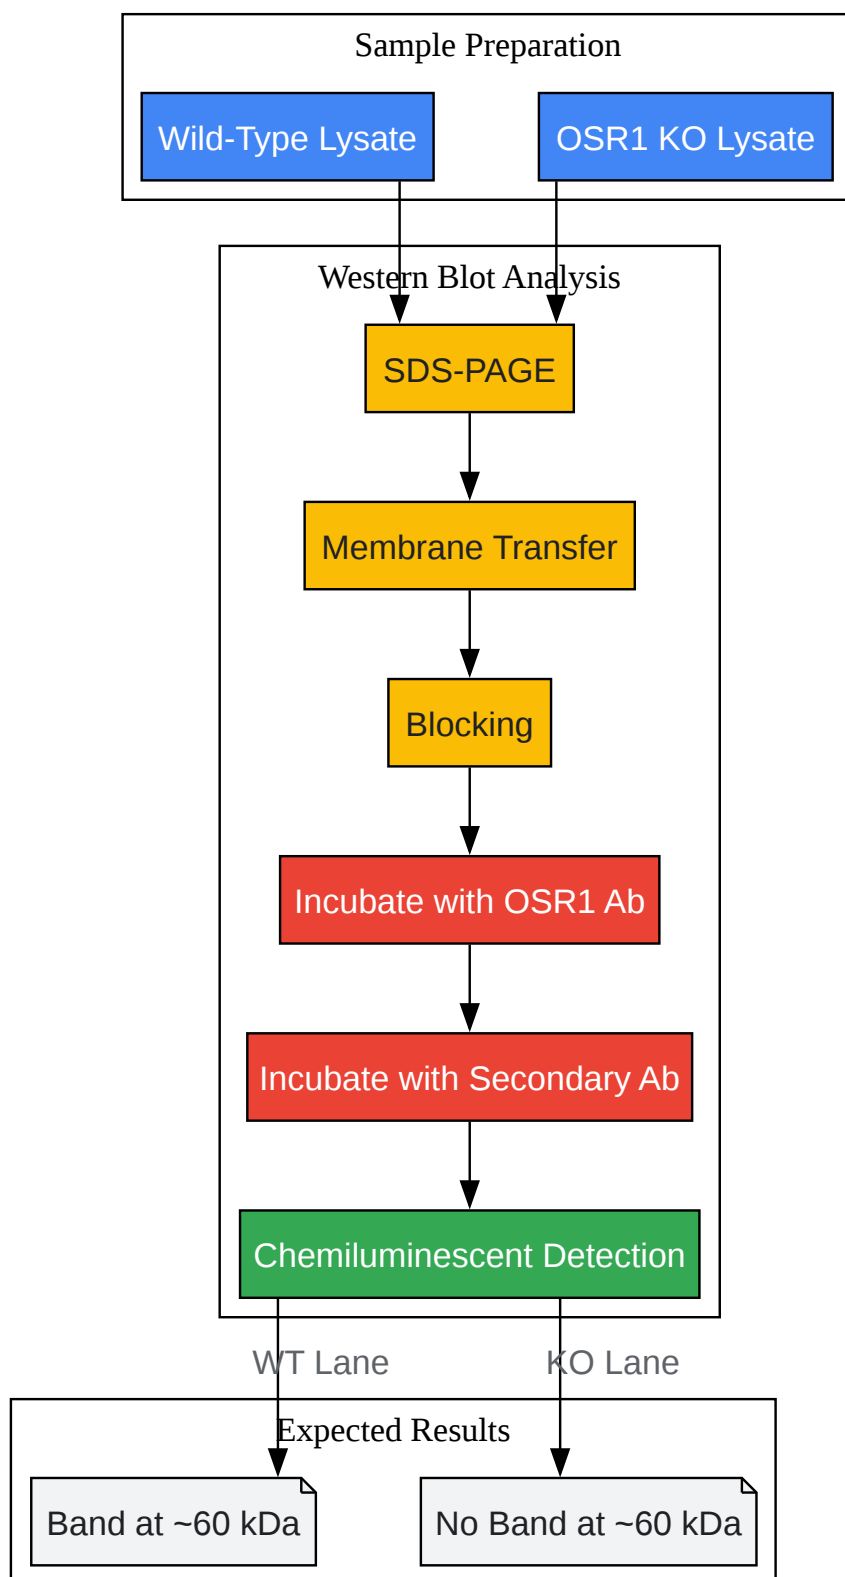 Sample Preparation
Wild-Type Lysate
OSR1 KO Lysate
Western Blot Analysis
SDS-PAGE
Membrane Transfer
Blocking
Incubate with OSR1 Ab
Incubate with Secondary Ab
Chemiluminescent Detection
WT Lane
KO Lane
Expected Results
Band at ~60 kDa
No Band at ~60 kDa